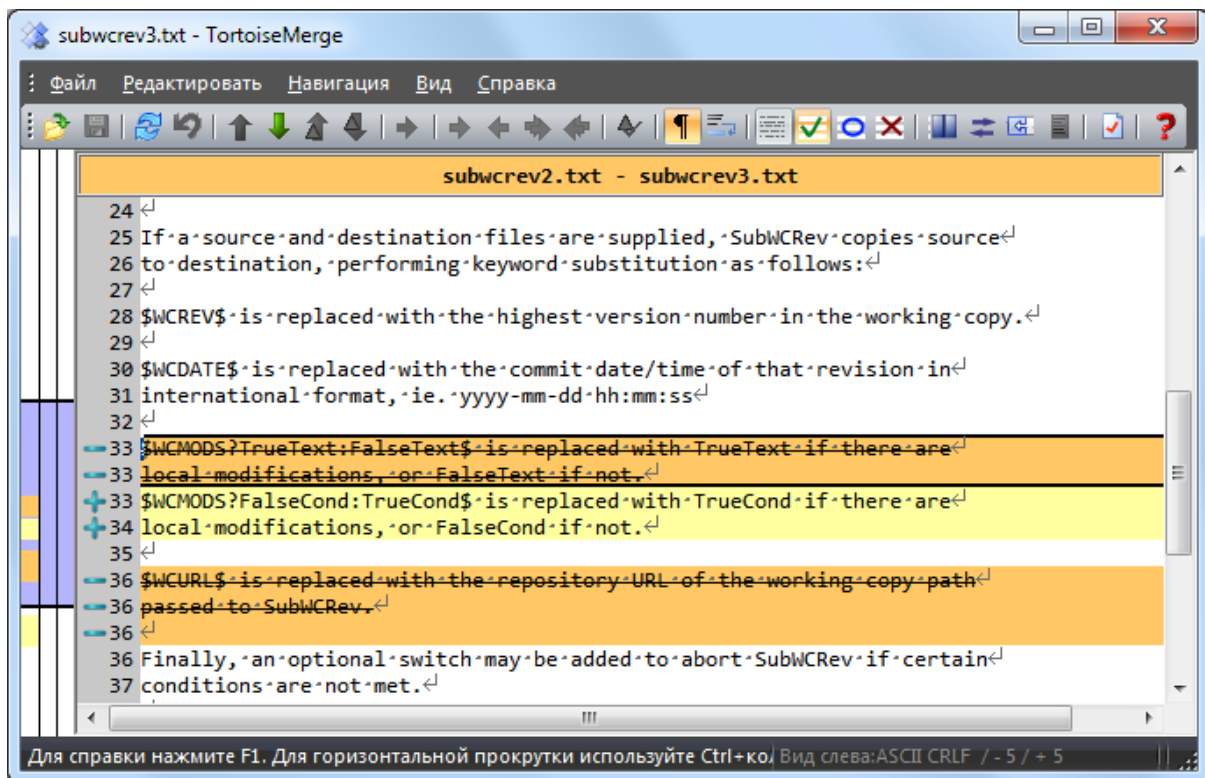 subwcrev3.txt - TortoiseMerge
Файл Редактировать Навигация Вид Справка
subwcrev2.txt - subwcrev3.txt
24
25 If a source and destination files are supplied, SubWCRev copies source
26 to destination, performing keyword substitution as follows:
27
28 $WCREV$ is replaced with the highest version number in the working copy.
29
30 $WCDATE$ is replaced with the commit date/time of that revision in
31 international format, ie. yyyy-mm-dd hh:mm:ss
32
33 $WCMODS?TrueText:FalseText$ is replaced with TrueText if there are
33 local modifications, or FalseText if not.
33 $WCMODS?FalseCond:TrueCond$ is replaced with TrueCond if there are
34 local modifications, or FalseCond if not.
35
36 $WCURL$ is replaced with the repository URL of the working copy path
36 passed to SubWCRev.
36
36 Finally, an optional switch may be added to abort SubWCRev if certain
37 conditions are not met.
Для справки нажмите F1. Для горизонтальной прокрутки используйте Ctrl+кол Вид слева:ASCII CRLF / - 5 / + 5